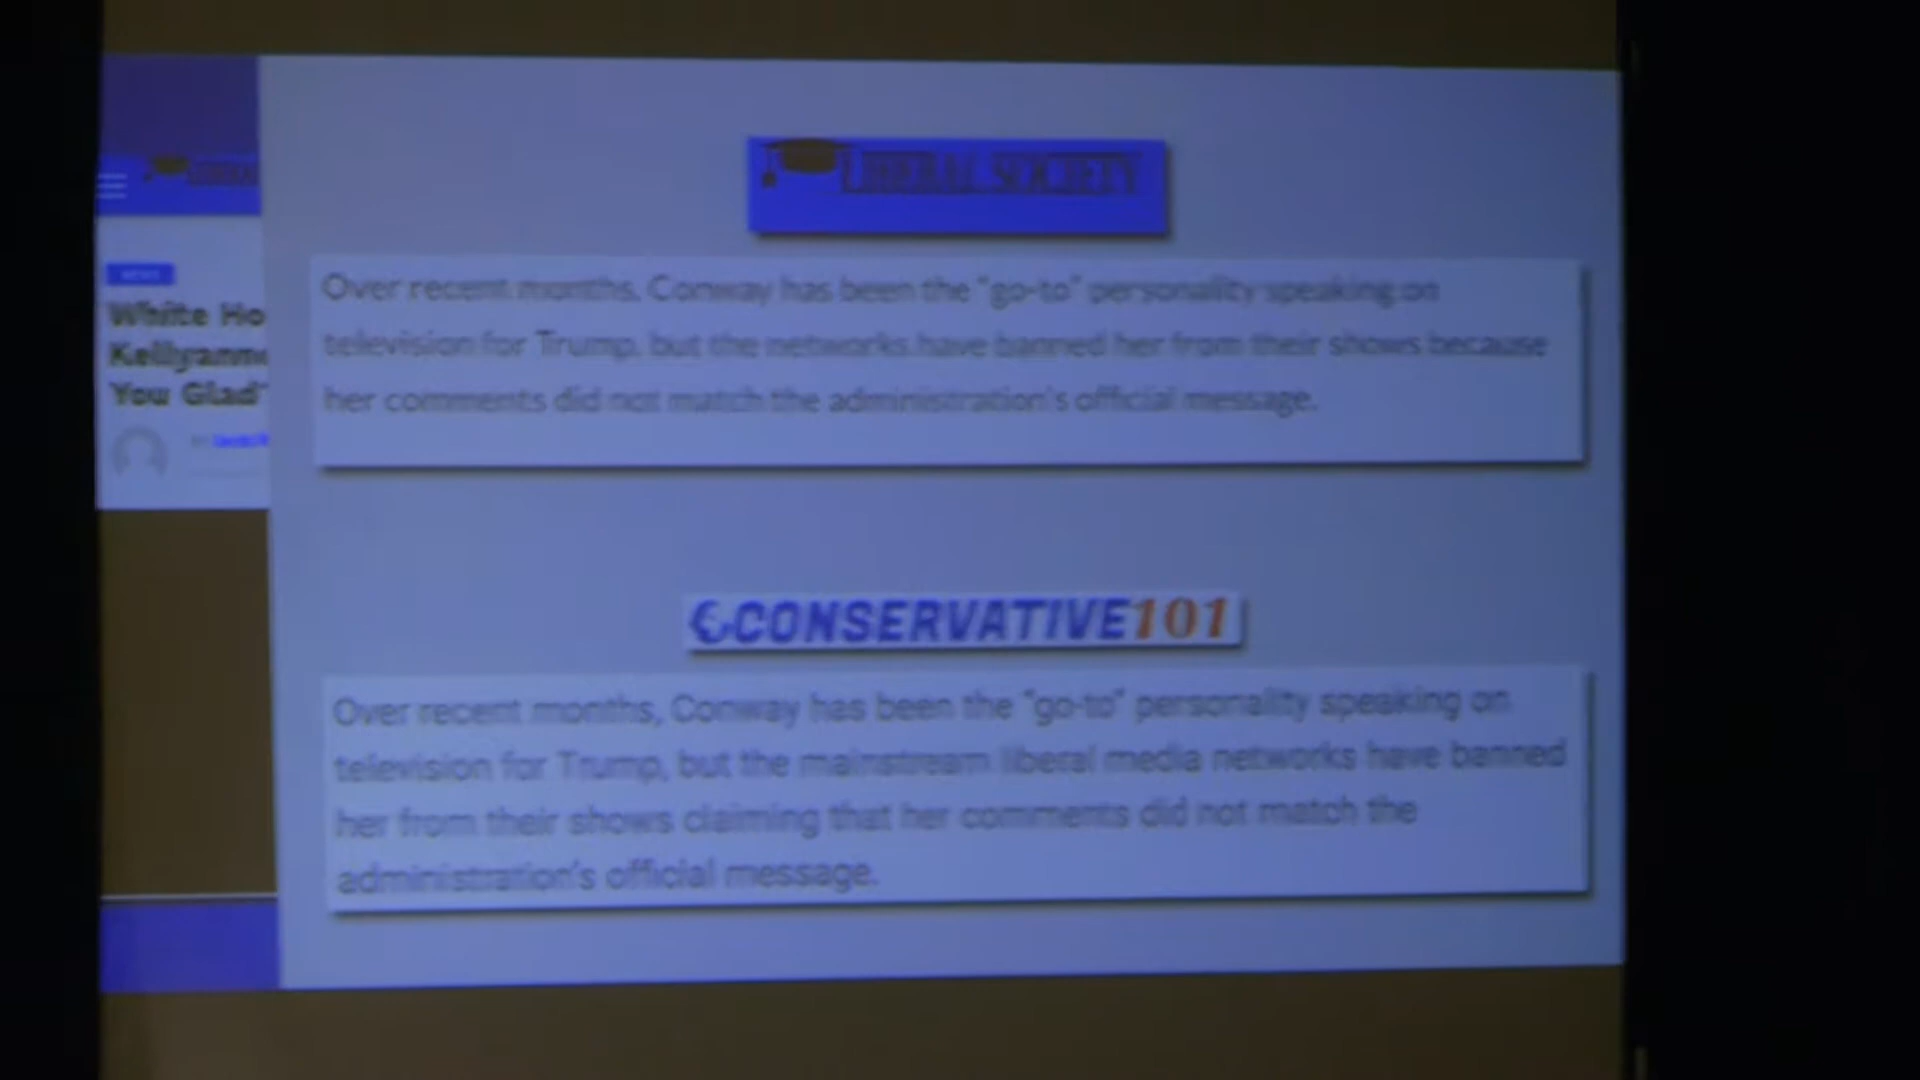 LIBERAL SOCIETY
Over recent months, Conway has been the "go-to" personality speaking on
television for Trump, but the networks have banned her from their shows because
her comments did not match the administration's official message.
CONSERVATIVE101
Over recent months, Conway has been the "go-to" personality speaking on
television for Trump, but the mainstream liberal media networks have banned
her from their shows claiming that her comments did not match the
administration's official message.
NEWS
White Ho
Kellyanne
You Glad